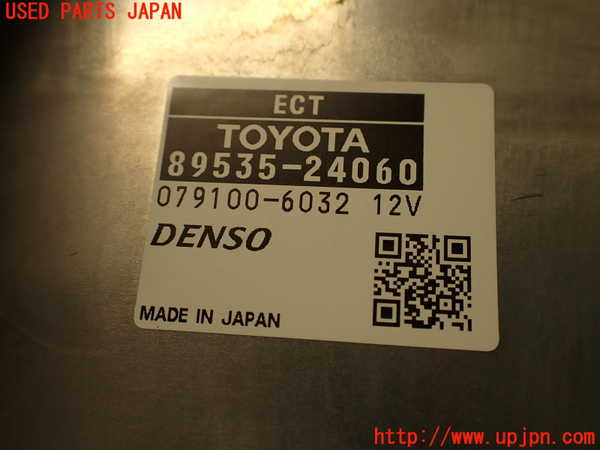 USED PARTS JAPAN
ECT
TOYOTA
89535-24060
079100-6032 12V
DENSO
MADE IN JAPAN
http://www.upjpn.com/